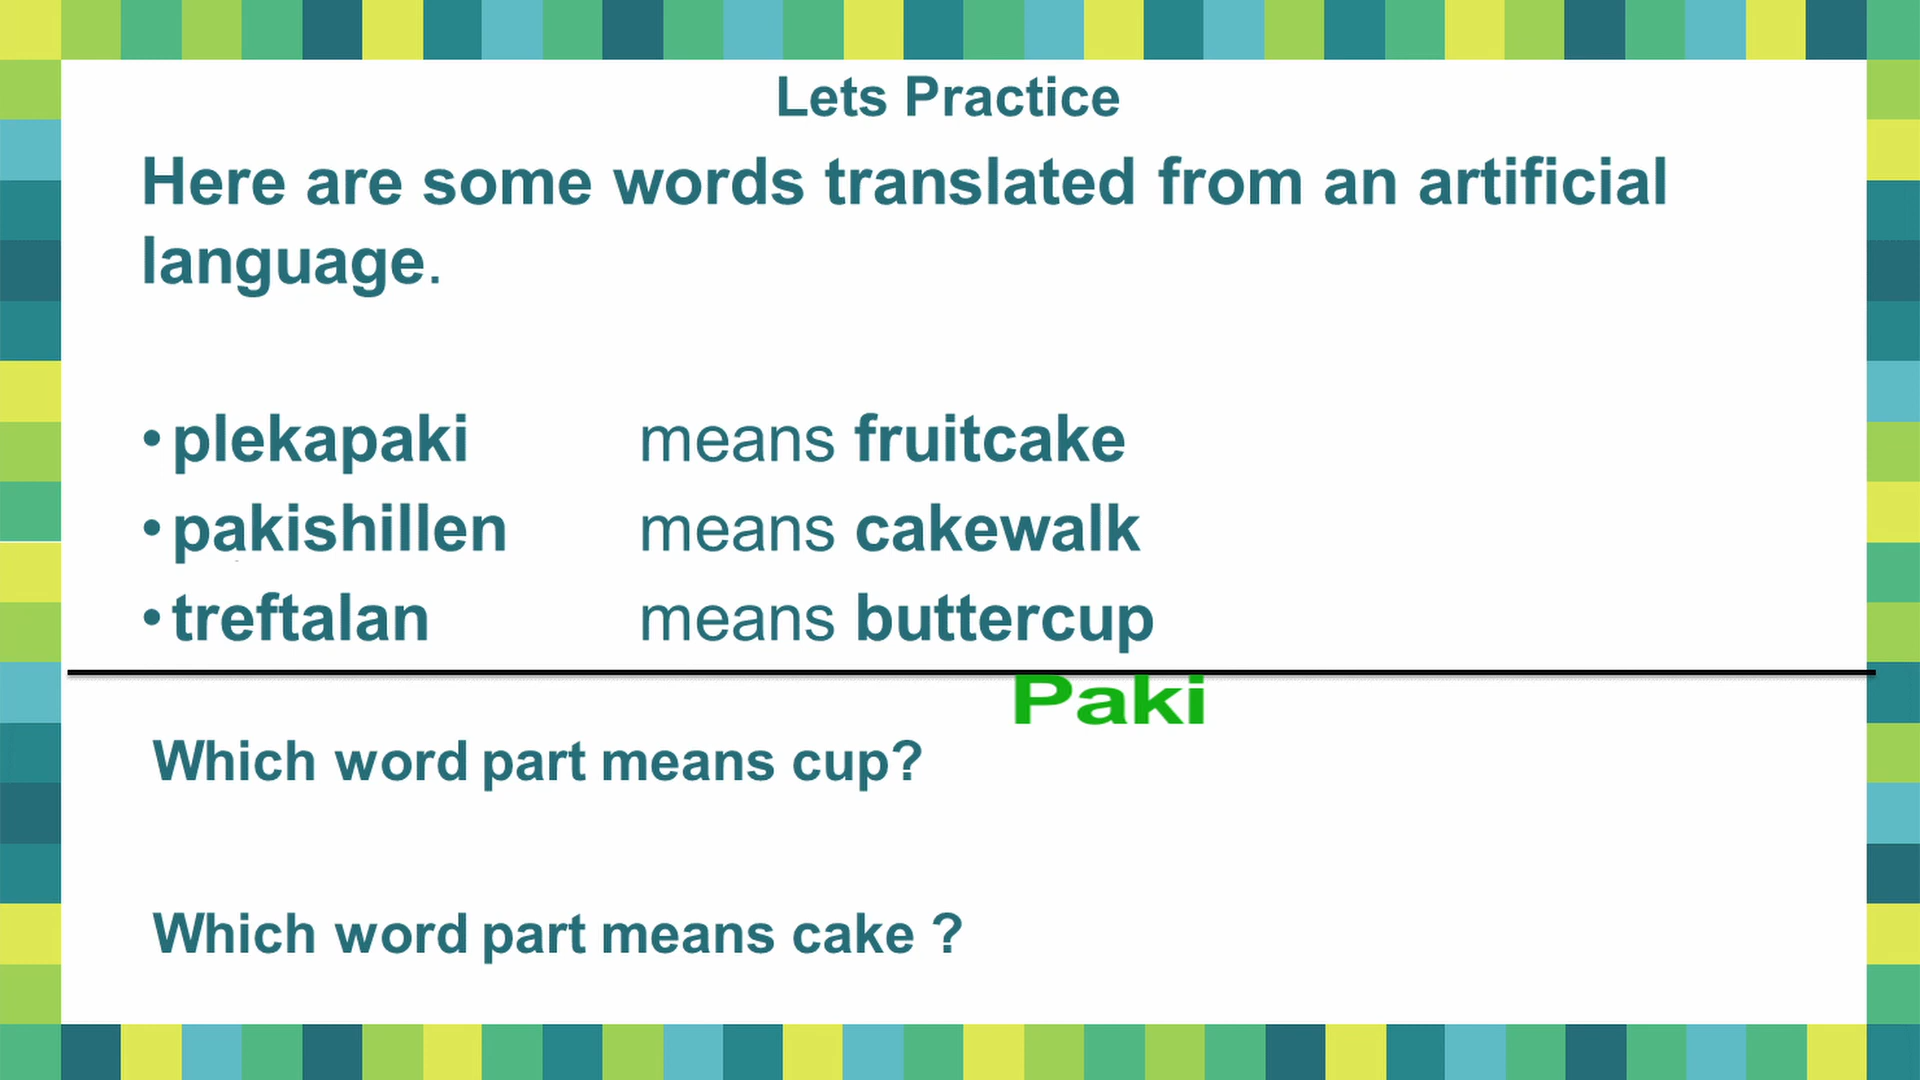 Lets Practice
Here are some words translated from an artificial
language.
• plekapaki means fruitcake
• pakishillen means cakewalk
• treftalan means buttercup
Paki
Which word part means cup?
Which word part means cake ?